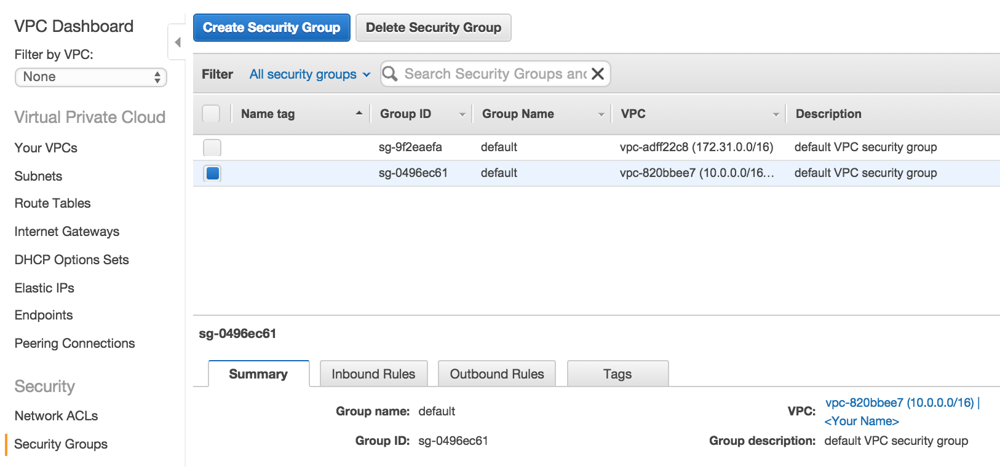 VPC Dashboard
Filter by VPC:
None
Virtual Private Cloud
Your VPCs
Subnets
Route Tables
Internet Gateways
DHCP Options Sets
Elastic IPs
Endpoints
Peering Connections
Security
Network ACLs
Security Groups
Create Security Group Delete Security Group
Filter All security groups Search Security Groups and
Name tag Group ID Group Name VPC Description
sg-9f2eaefa default vpc-adff22c8 (172.31.0.0/16) default VPC security group
sg-0496ec61 default vpc-820bbee7 (10.0.0.0/16... default VPC security group
sg-0496ec61
Summary Inbound Rules Outbound Rules Tags
Group name: default
Group ID: sg-0496ec61
VPC: vpc-820bbee7 (10.0.0.0/16) |
<Your Name>
Group description: default VPC security group